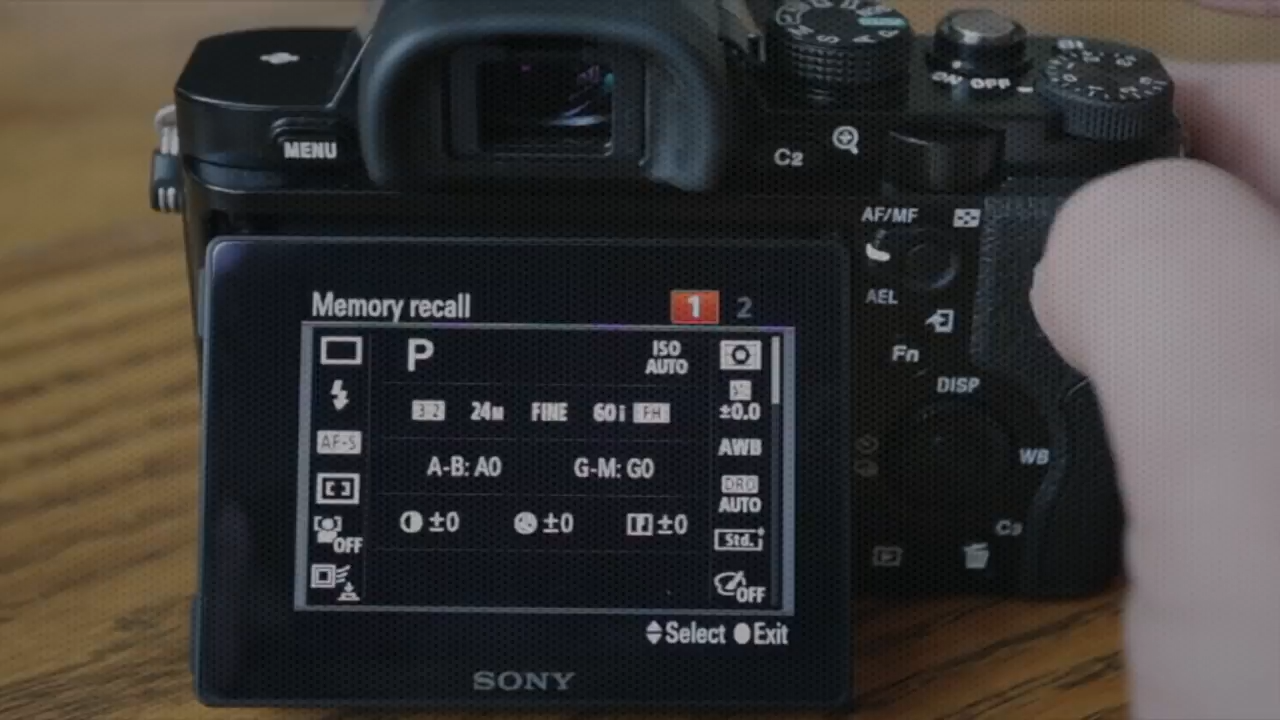 ON OFF
MENU
C2
AF/MF
AEL
Fn
DISP
WB
C3
Memory recall 1 2
P ISO AUTO
3:2 24M FINE 60i FH
±0.0
AF-S
AWB
A-B: A0 G-M: G0
DRO AUTO
±0 ±0 ±0
OFF
Std.
OFF
Select Exit
SONY